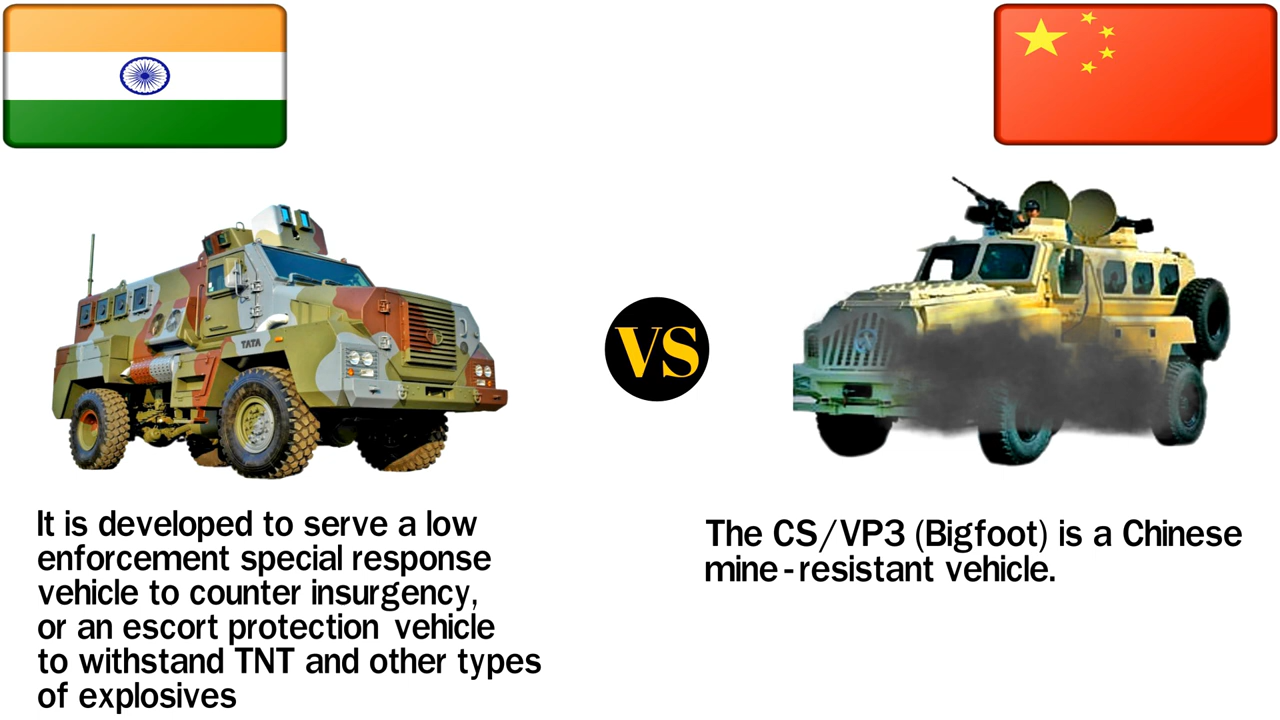 TATA
VS
It is developed to serve a low
enforcement special response
vehicle to counter insurgency,
or an escort protection vehicle
to withstand TNT and other types
of explosives
The CS/VP3 (Bigfoot) is a Chinese
mine-resistant vehicle.